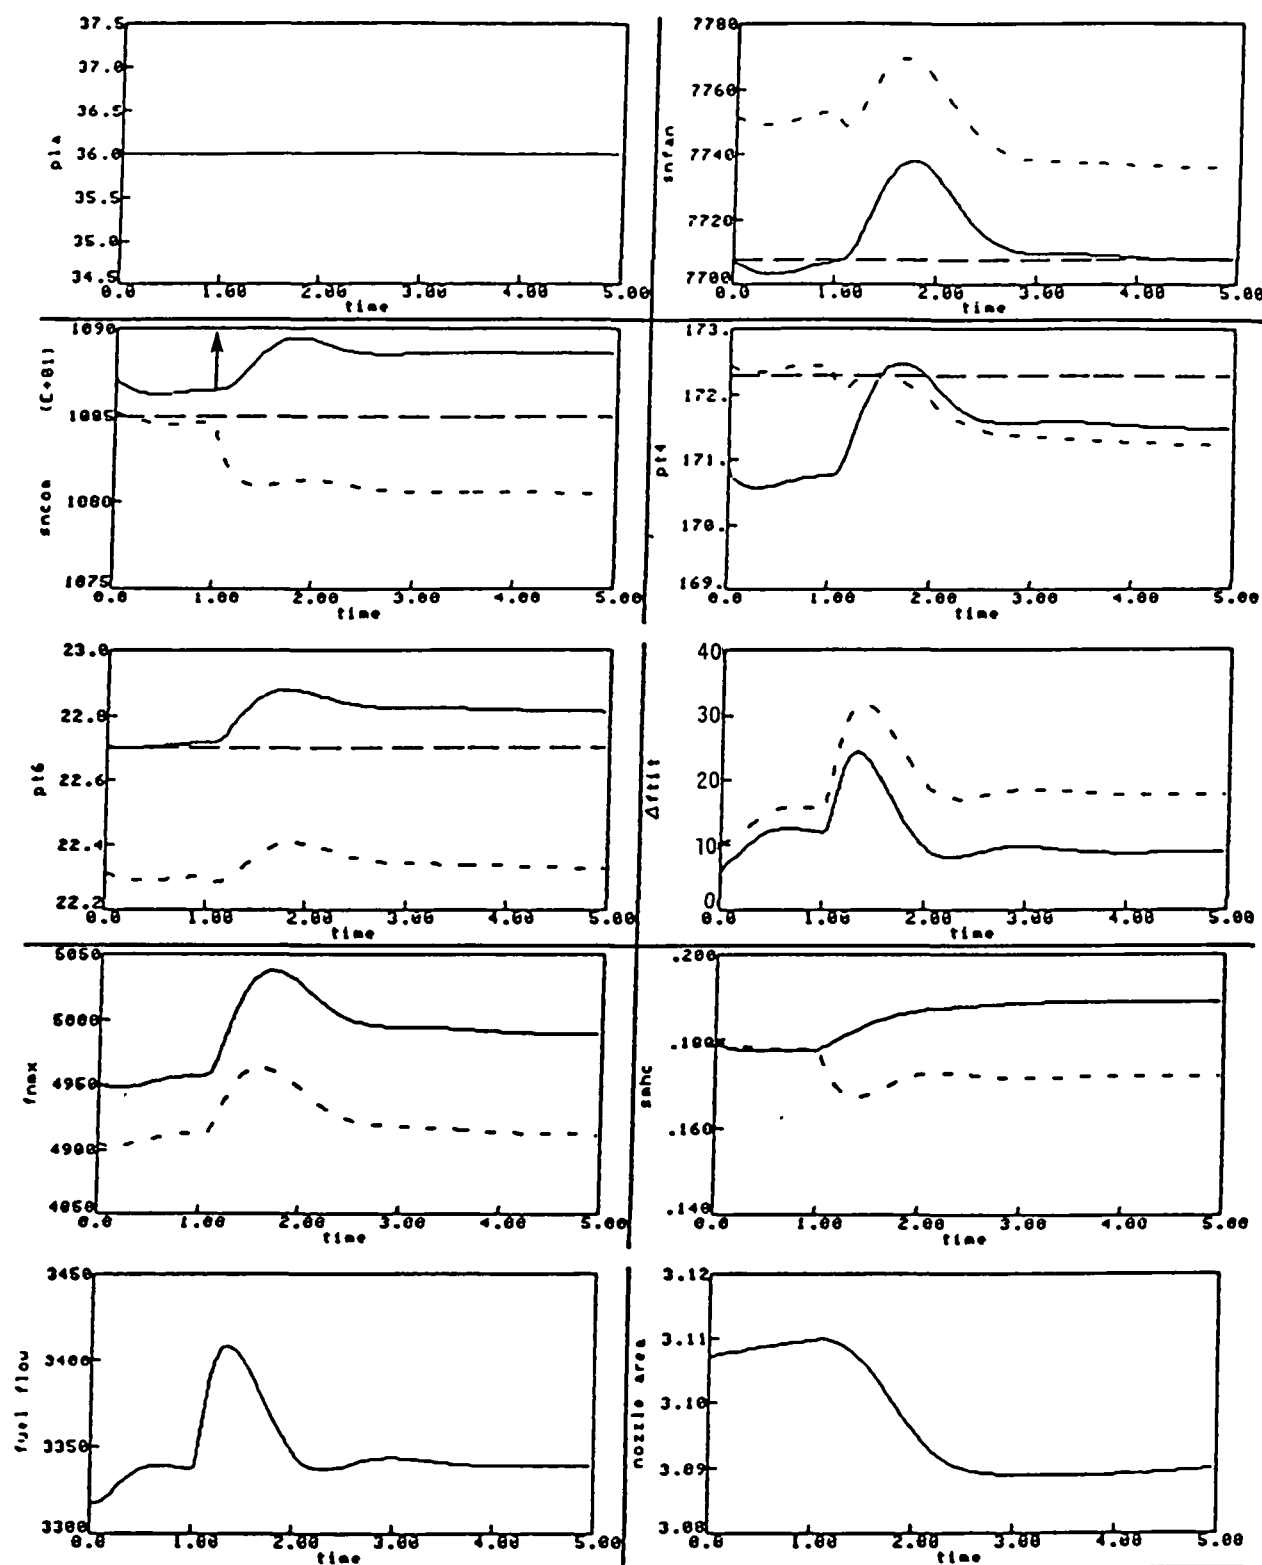 37.5
37.0
36.5
36.0
35.5
35.0
34.5
pla
0.0 1.00 2.00 3.00 4.00 5.00
time
7780
7760
7740
7720
7700
snfan
0.0 1.00 2.00 3.00 4.00 5.00
time
1090
1085
1080
1075
sncom (E+01)
0.0 1.00 2.00 3.00 4.00 5.00
time
173.
172.
171.
170.
169.
pt4
0.0 1.00 2.00 3.00 4.00 5.00
time
23.0
22.8
22.6
22.4
22.2
pt6
0.0 1.00 2.00 3.00 4.00 5.00
time
40
30
20
10
0
Δftit
0.0 1.00 2.00 3.00 4.00 5.00
time
5050
5000
4950
4900
4850
fnmx
0.0 1.00 2.00 3.00 4.00 5.00
time
.200
.180
.160
.140
smhc
0.0 1.00 2.00 3.00 4.00 5.00
time
3450
3400
3350
3300
fuel flow
0.0 1.00 2.00 3.00 4.00 5.00
time
3.12
3.11
3.10
3.09
3.08
nozzle area
0.0 1.00 2.00 3.00 4.00 5.00
time